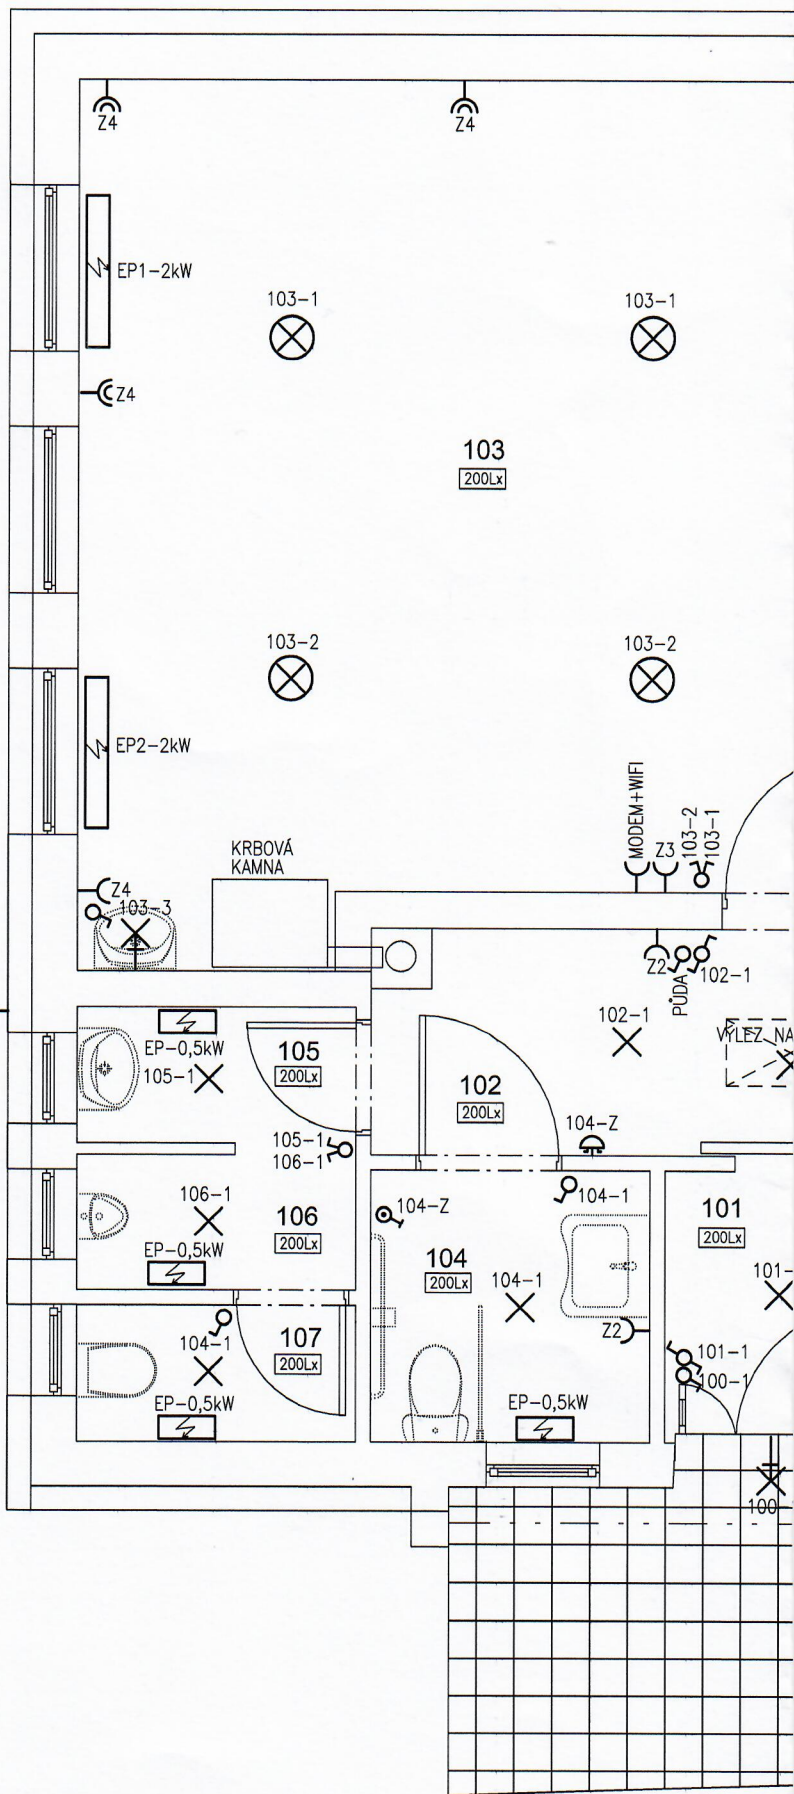 Z4
Z4
EP1-2kW
103-1
103-1
Z4
103
200Lx
103-2
103-2
EP2-2kW
MODEM+WIFI
Z3
103-2
103-1
KRBOVÁ
KAMNA
Z4
103-3
Z2
PŮDA
102-1
102-1
VÝLEZ NA
EP-0,5kW
105
200Lx
105-1
102
200Lx
105-1
106-1
104-Z
106-1
106
200Lx
EP-0,5kW
104-Z
104-1
104
200Lx
104-1
101
200Lx
101-
Z2
104-1
107
200Lx
EP-0,5kW
EP-0,5kW
101-1
100-1
100